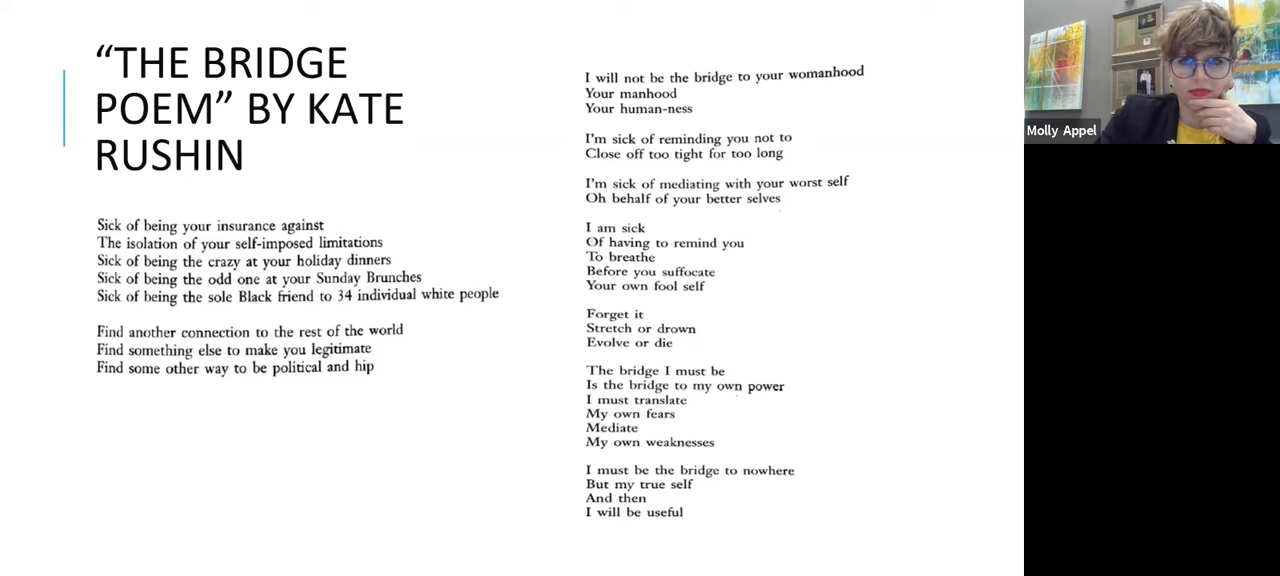 “THE BRIDGE
POEM” BY KATE
RUSHIN
Sick of being your insurance against
The isolation of your self-imposed limitations
Sick of being the crazy at your holiday dinners
Sick of being the odd one at your Sunday Brunches
Sick of being the sole Black friend to 34 individual white people
Find another connection to the rest of the world
Find something else to make you legitimate
Find some other way to be political and hip
I will not be the bridge to your womanhood
Your manhood
Your human-ness
I'm sick of reminding you not to
Close off too tight for too long
I'm sick of mediating with your worst self
Oh behalf of your better selves
I am sick
Of having to remind you
To breathe
Before you suffocate
Your own fool self
Forget it
Stretch or drown
Evolve or die
The bridge I must be
Is the bridge to my own power
I must translate
My own fears
Mediate
My own weaknesses
I must be the bridge to nowhere
But my true self
And then
I will be useful
Molly Appel